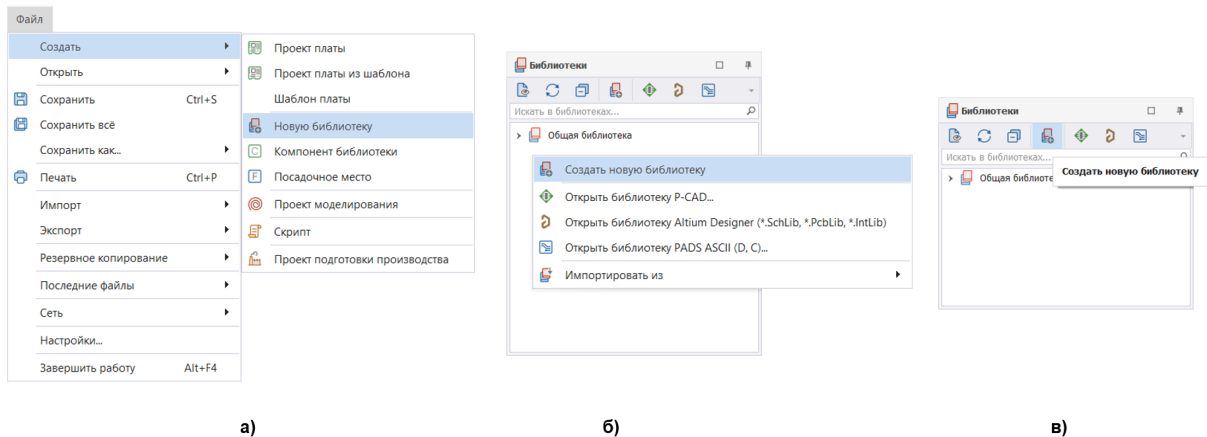 Файл
Создать
Открыть
Сохранить Ctrl+S
Сохранить всё
Сохранить как...
Печать Ctrl+P
Импорт
Экспорт
Резервное копирование
Последние файлы
Сеть
Настройки...
Завершить работу Alt+F4
Проект платы
Проект платы из шаблона
Шаблон платы
Новую библиотеку
Компонент библиотеки
Посадочное место
Проект моделирования
Скрипт
Проект подготовки производства
а)
Библиотеки
Искать в библиотеках...
Общая библиотека
Создать новую библиотеку
Открыть библиотеку P-CAD...
Открыть библиотеку Altium Designer (*.SchLib, *.PcbLib, *.IntLib)
Открыть библиотеку PADS ASCII (D, C)...
Импортировать из
б)
Библиотеки
Искать в библиотеках...
Общая библиоте
Создать новую библиотеку
в)